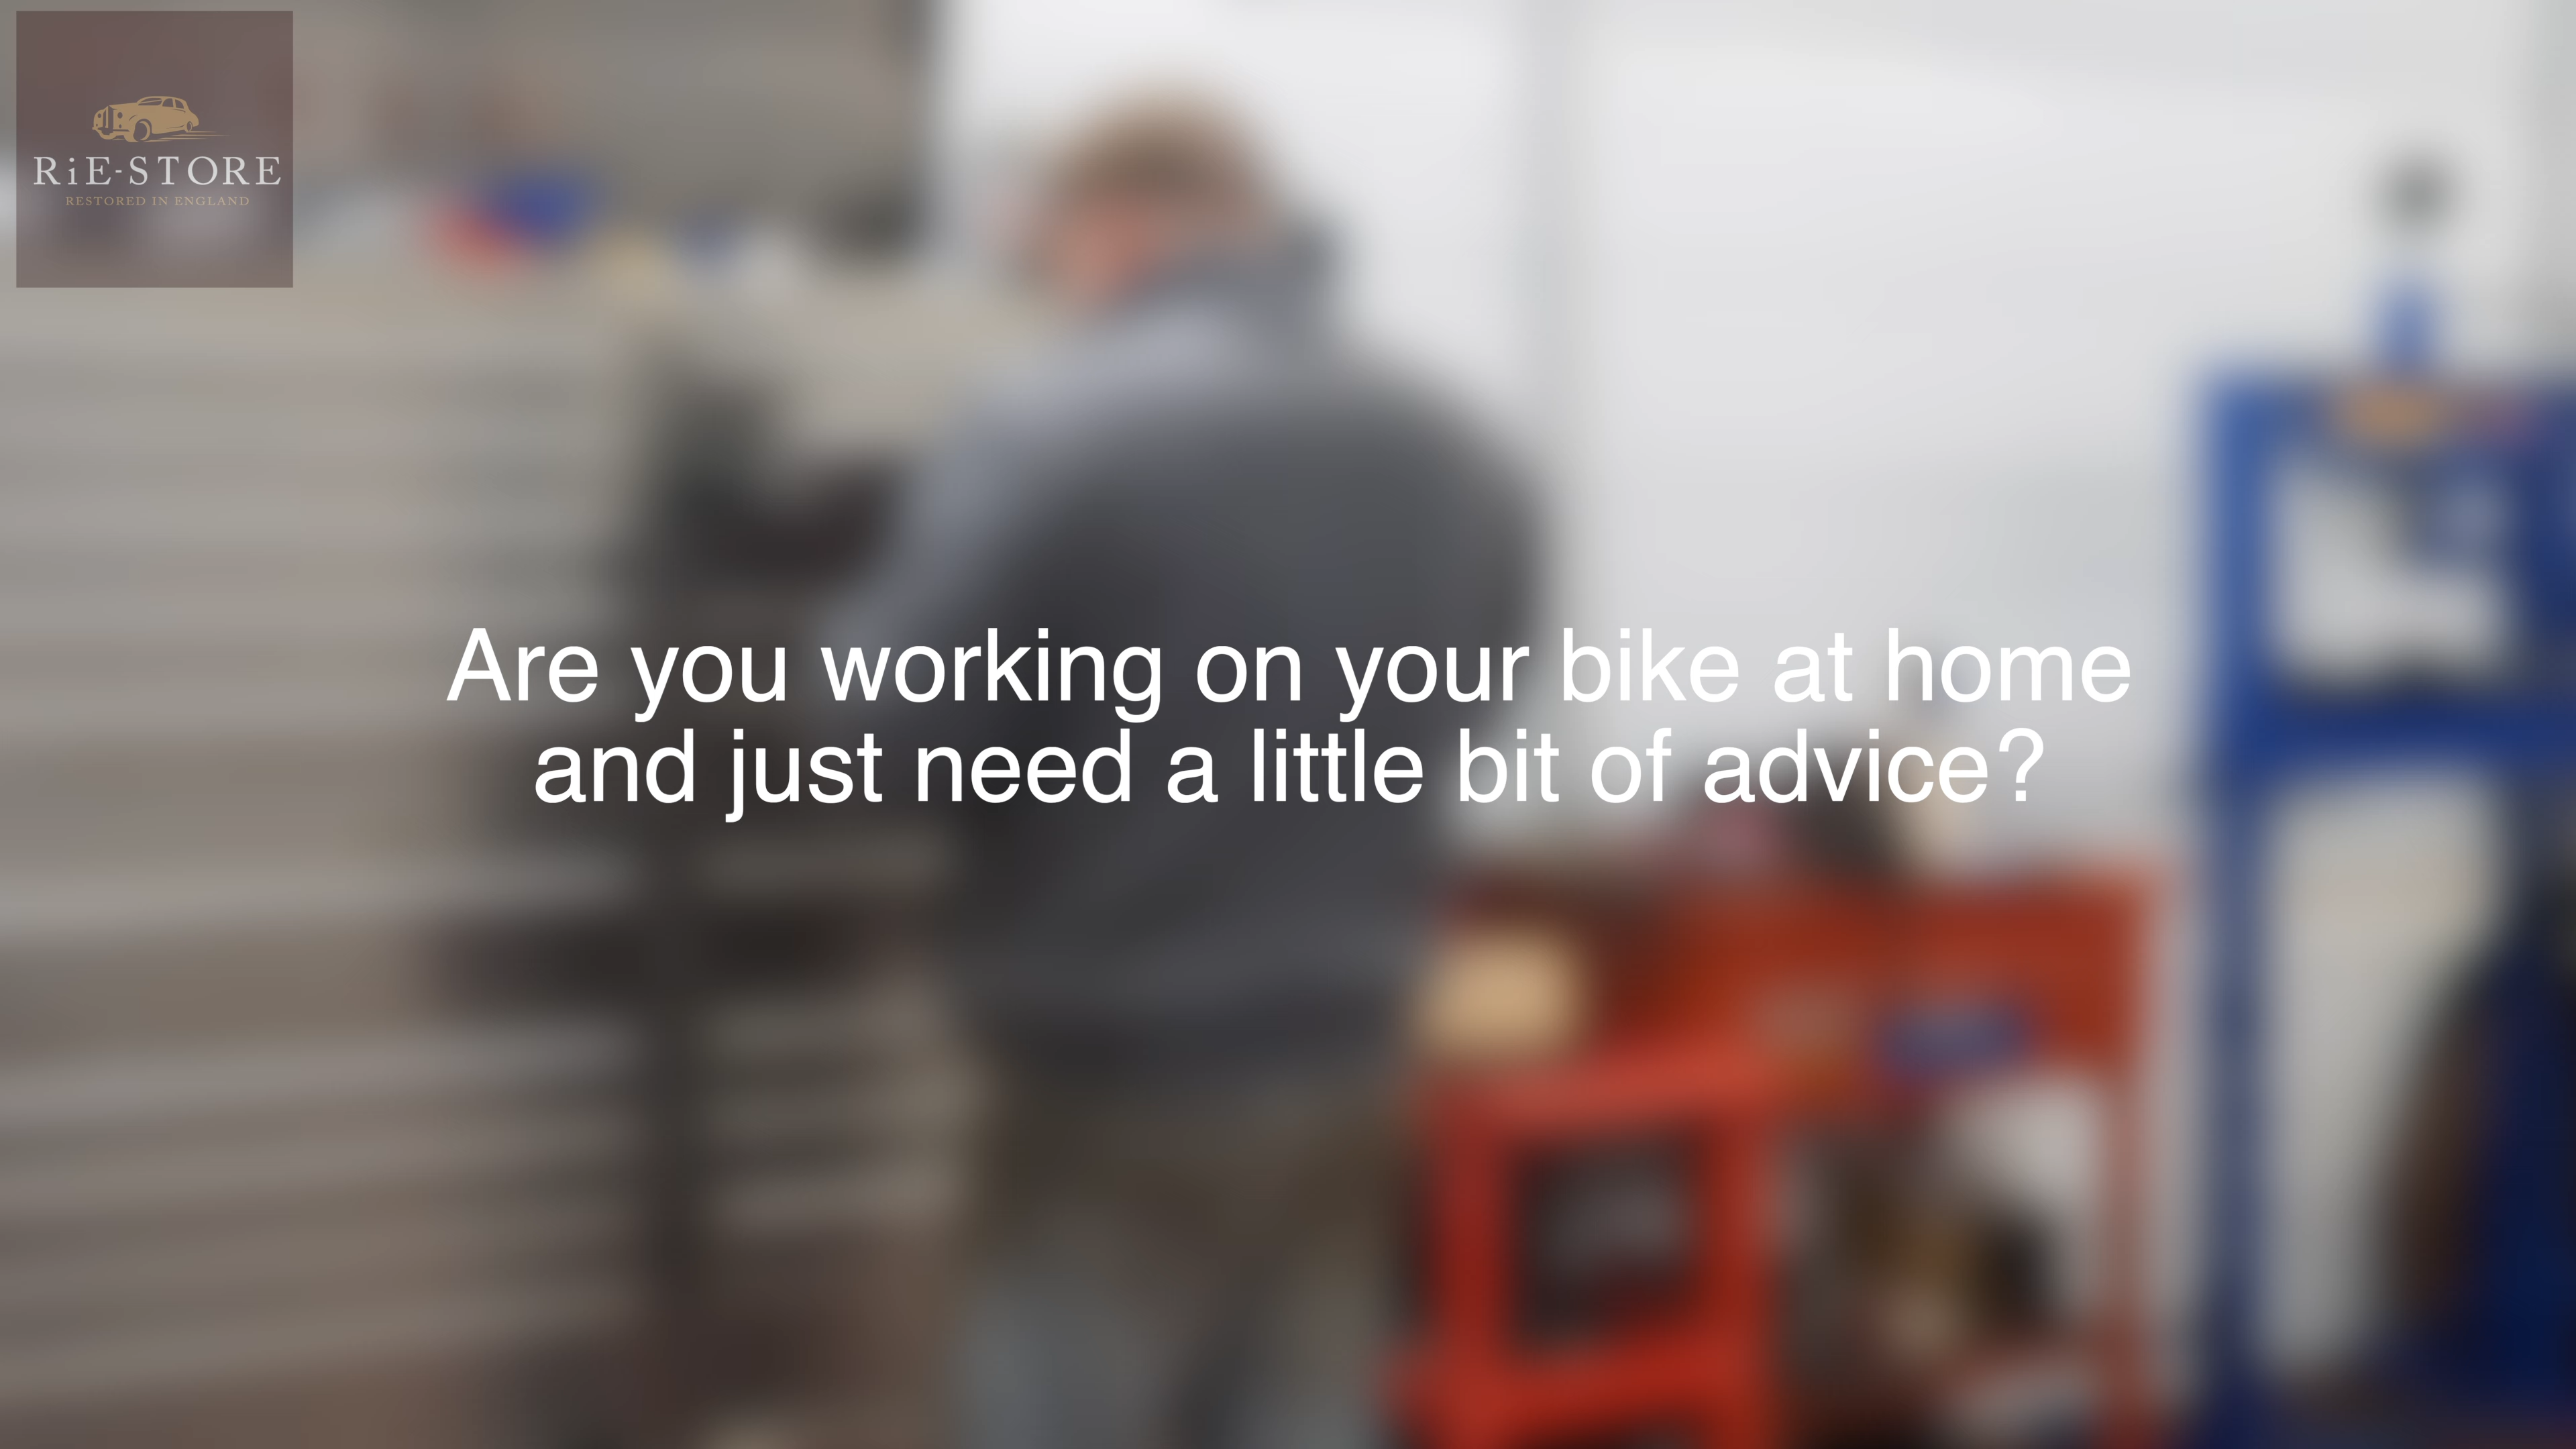 RiE-STORE
RESTORED IN ENGLAND
Are you working on your bike at home
and just need a little bit of advice?